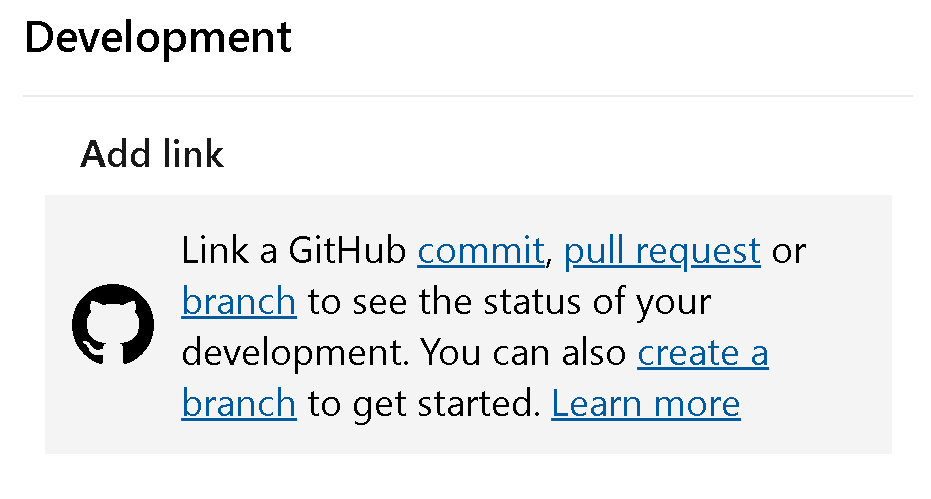 Development
Add link
Link a GitHub commit, pull request or
branch to see the status of your
development. You can also create a
branch to get started. Learn more